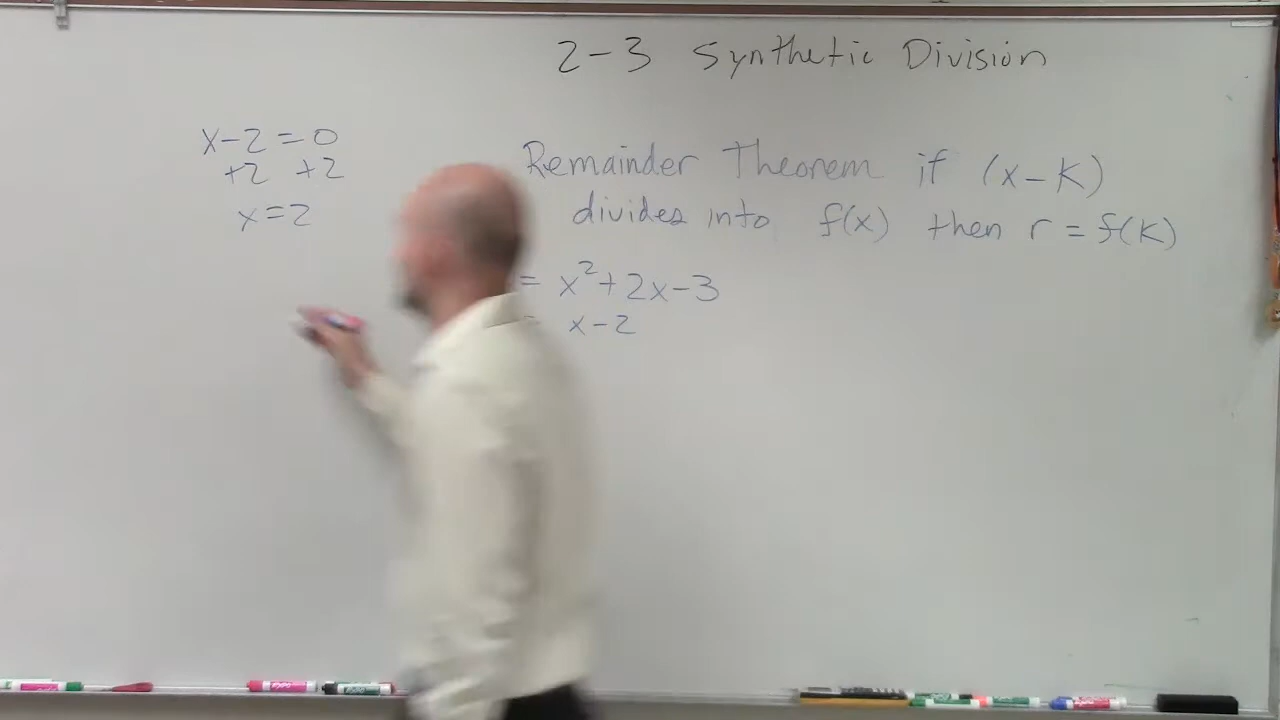 2-3 Synthetic Division
x-2=0
+2 +2
x=2
Remainder Theorem if (x-K)
divides into f(x) then r=f(K)
= x²+2x-3
x-2